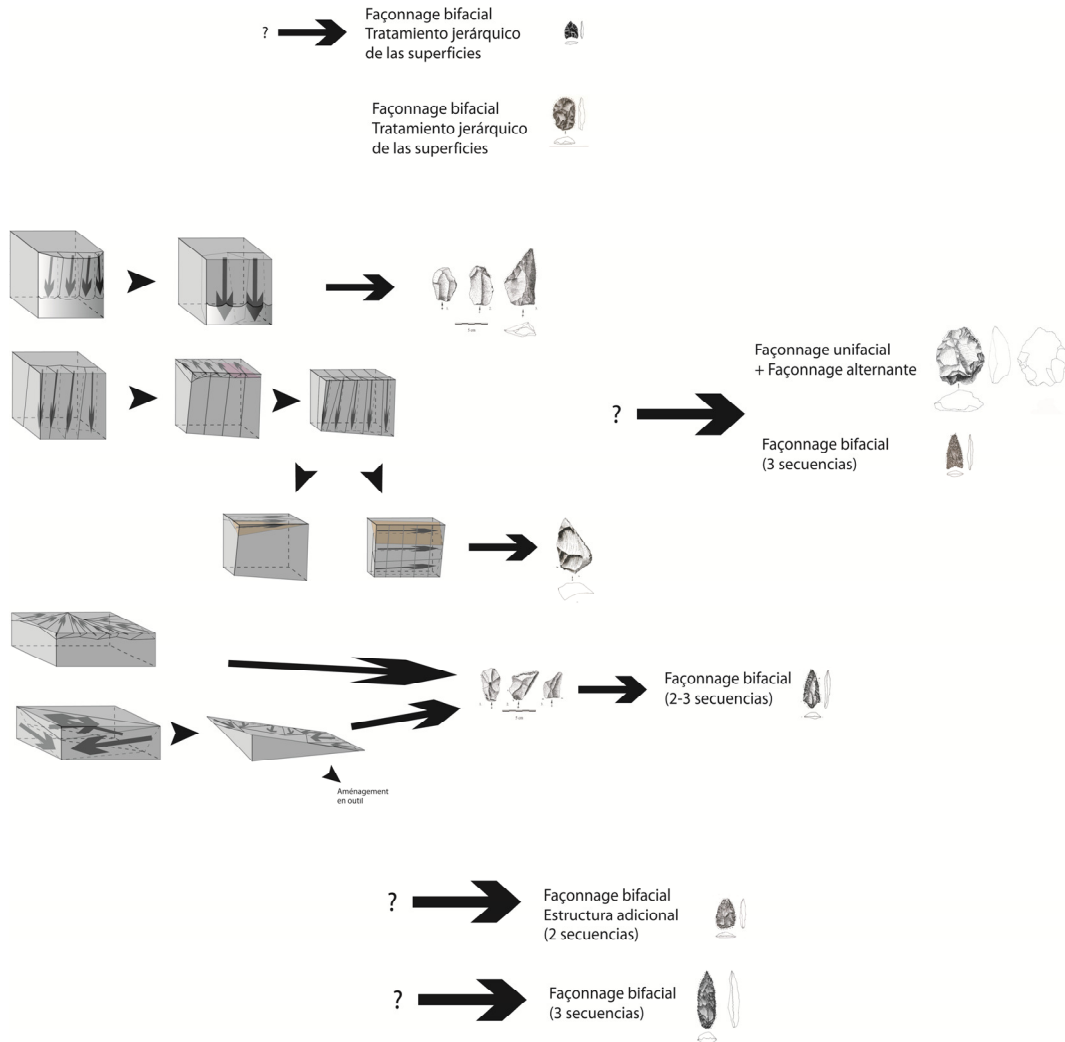 ?
Façonnage bifacial
Tratamiento jerárquico
de las superficies
Façonnage bifacial
Tratamiento jerárquico
de las superficies
Façonnage unifacial
+ Façonnage alternante
?
Façonnage bifacial
(3 secuencias)
Façonnage bifacial
(2-3 secuencias)
Aménagement
en outil
?
Façonnage bifacial
Estructura adicional
(2 secuencias)
?
Façonnage bifacial
(3 secuencias)